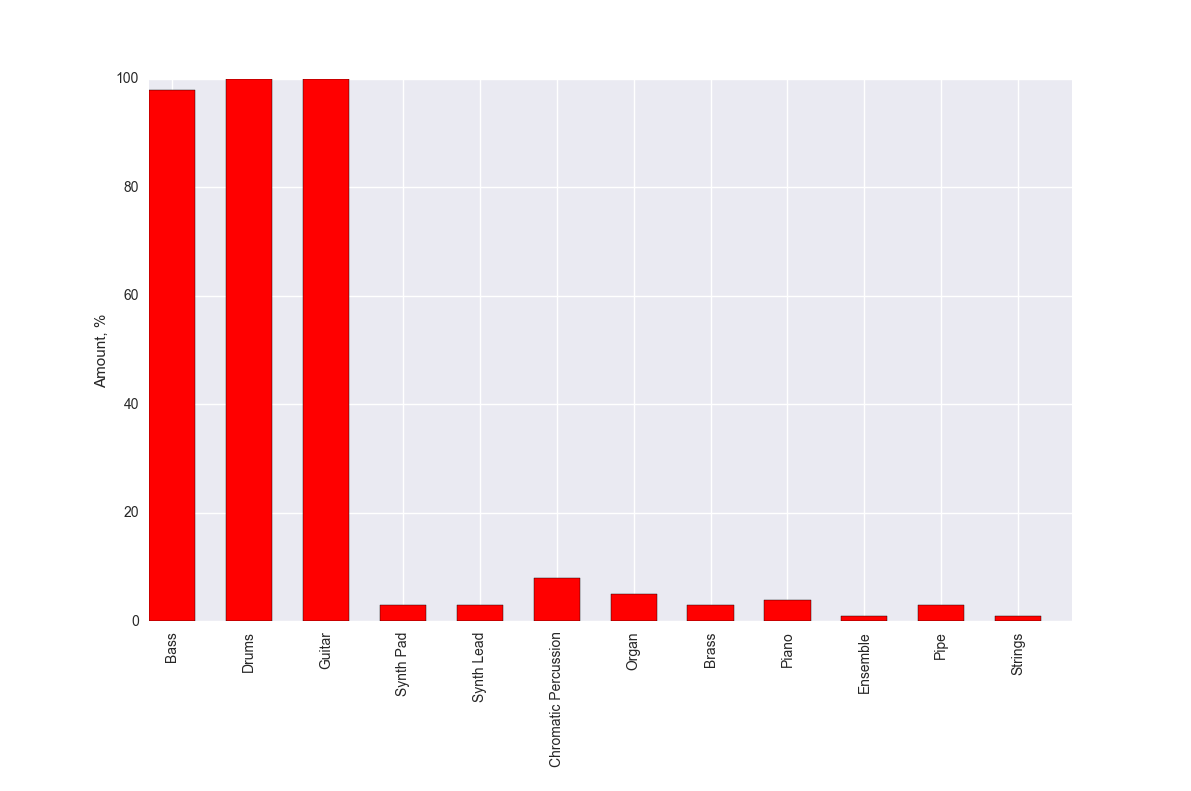 100
80
60
40
20
0
Amount, %
Bass
Drums
Guitar
Synth Pad
Synth Lead
Chromatic Percussion
Organ
Brass
Piano
Ensemble
Pipe
Strings